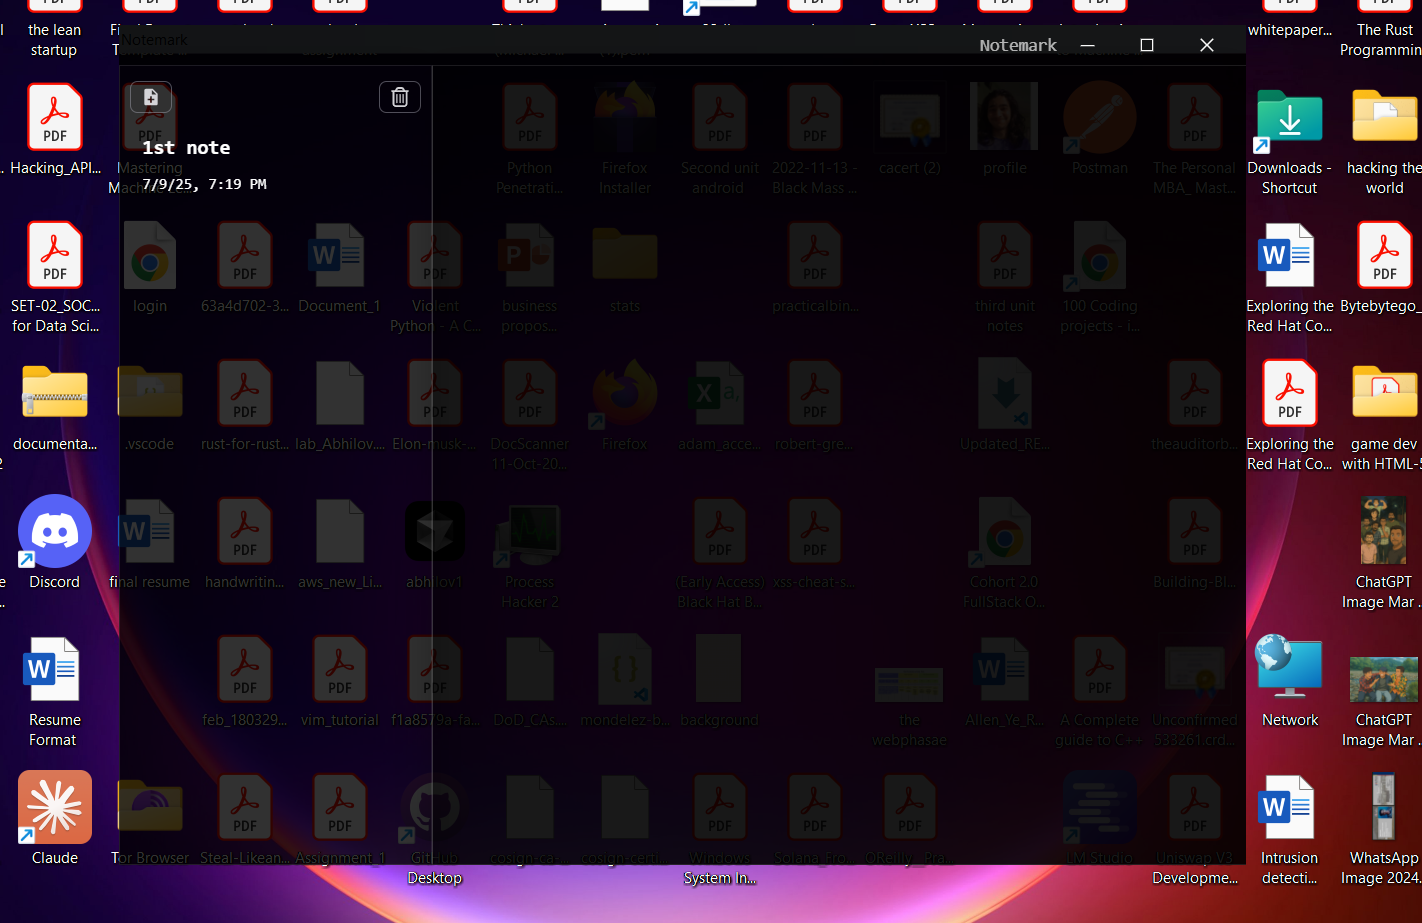 the lean
startup
whitepaper...
The Rust
Programmin
Notemark
Notemark
1st note
7/9/25, 7:19 PM
Hacking_API...
Mastering
Python
Penetrati...
Firefox
Installer
Second unit
android
2022-11-13 -
Black Mass ...
cacert (2)
profile
Postman
The Personal
MBA_ Mast...
Downloads -
Shortcut
hacking the
world
SET-02_SOC...
for Data Sci...
login
63a4d702-3...
Document_1
Violent
Python - A C...
business
propos...
stats
practicalbin...
third unit
notes
100 Coding
projects - i...
Exploring the
Red Hat Co...
Bytebytego_
documenta...
.vscode
rust-for-rust...
lab_Abhilov....
Elon-musk-...
DocScanner
11-Oct-20...
Firefox
adam_acce...
robert-gre...
Updated_RE...
theauditorb...
Exploring the
Red Hat Co...
game dev
with HTML-5
Discord
final resume
handwritin...
aws_new_Li...
abhilov1
Process
Hacker 2
(Early Access)
Black Hat B...
xss-cheat-s...
Cohort 2.0
FullStack O...
Building-Bl...
ChatGPT
Image Mar ...
Resume
Format
feb_180329...
vim_tutorial
f1a8579a-fa...
DoD_CAs....
mondelez-b...
background
the
webphasae
Allen_Ye_R...
A Complete
guide to C++
Unconfirmed
533261.crd...
Network
ChatGPT
Image Mar ...
Claude
Tor Browser
Steal-Likean...
Assignment_1
GitHub
Desktop
cosign-ca-...
cosign-certi...
Windows
System In...
Solana_Fro...
OReilly_Pra...
LM Studio
Uniswap V3
Developme...
Intrusion
detecti...
WhatsApp
Image 2024...